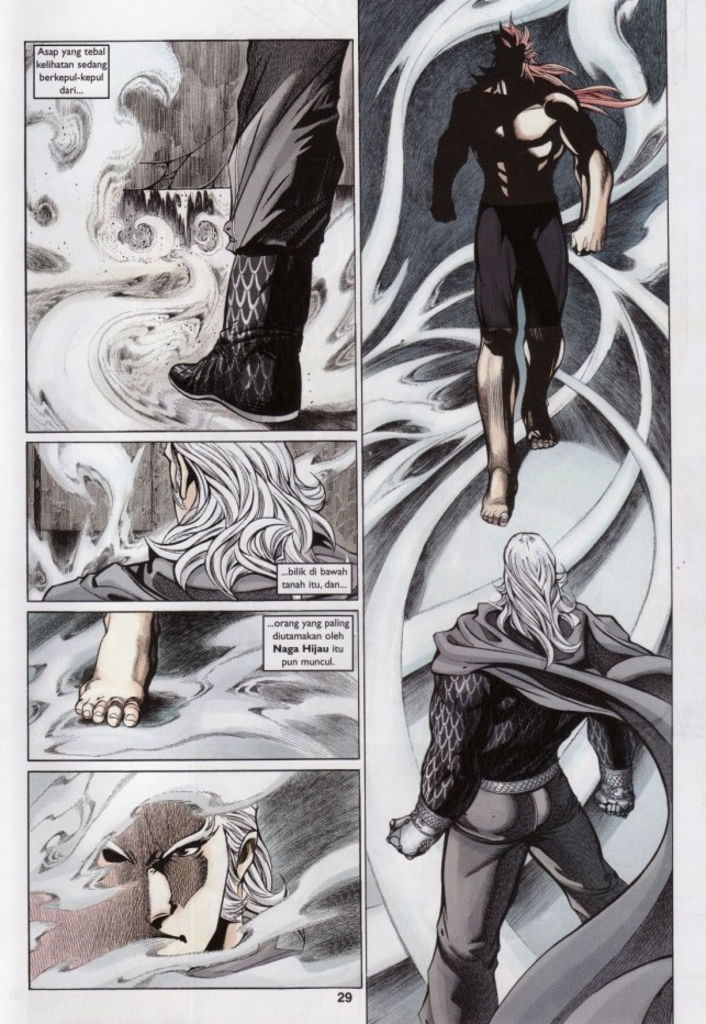 Asap yang tebal
kelihatan sedang
berkepul-kepul
dari...
...bilik di bawah
tanah itu, dan...
...orang yang paling
diutamakan oleh
Naga Hijau itu
pun muncul.
29